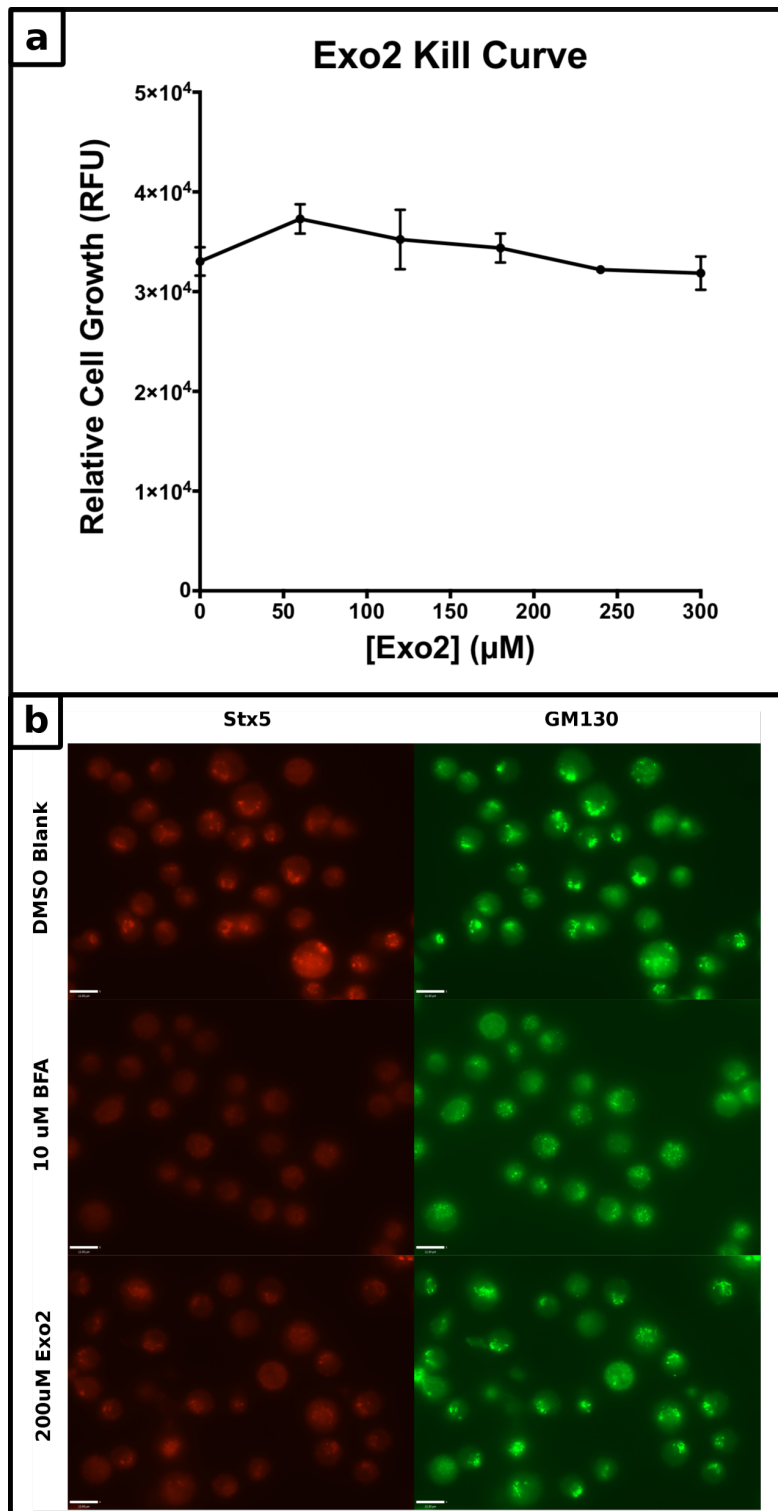 a
Exo2 Kill Curve
Relative Cell Growth (RFU)
5×10⁴
4×10⁴
3×10⁴
2×10⁴
1×10⁴
0
0 50 100 150 200 250 300
[Exo2] (µM)
b
Stx5 GM130
DMSO Blank
10 uM BFA
200uM Exo2